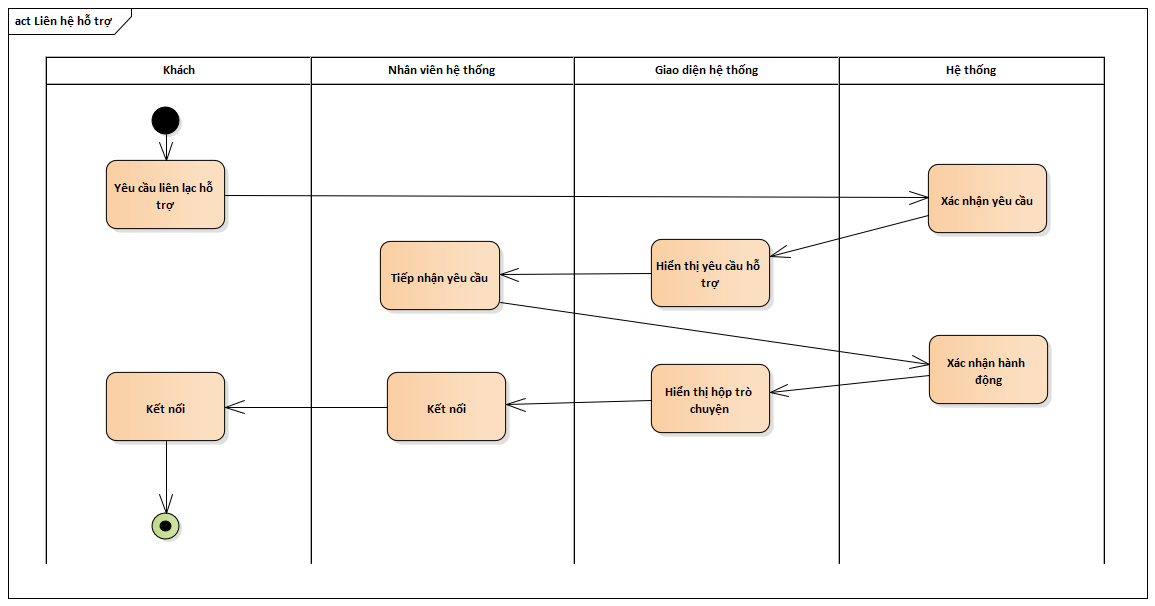 act Liên hệ hỗ trợ
Khách
Nhân viên hệ thống
Giao diện hệ thống
Hệ thống
Yêu cầu liên lạc hỗ
trợ
Xác nhận yêu cầu
Hiển thị yêu cầu hỗ
trợ
Tiếp nhận yêu cầu
Xác nhận hành
động
Hiển thị hộp trò
chuyện
Kết nối
Kết nối